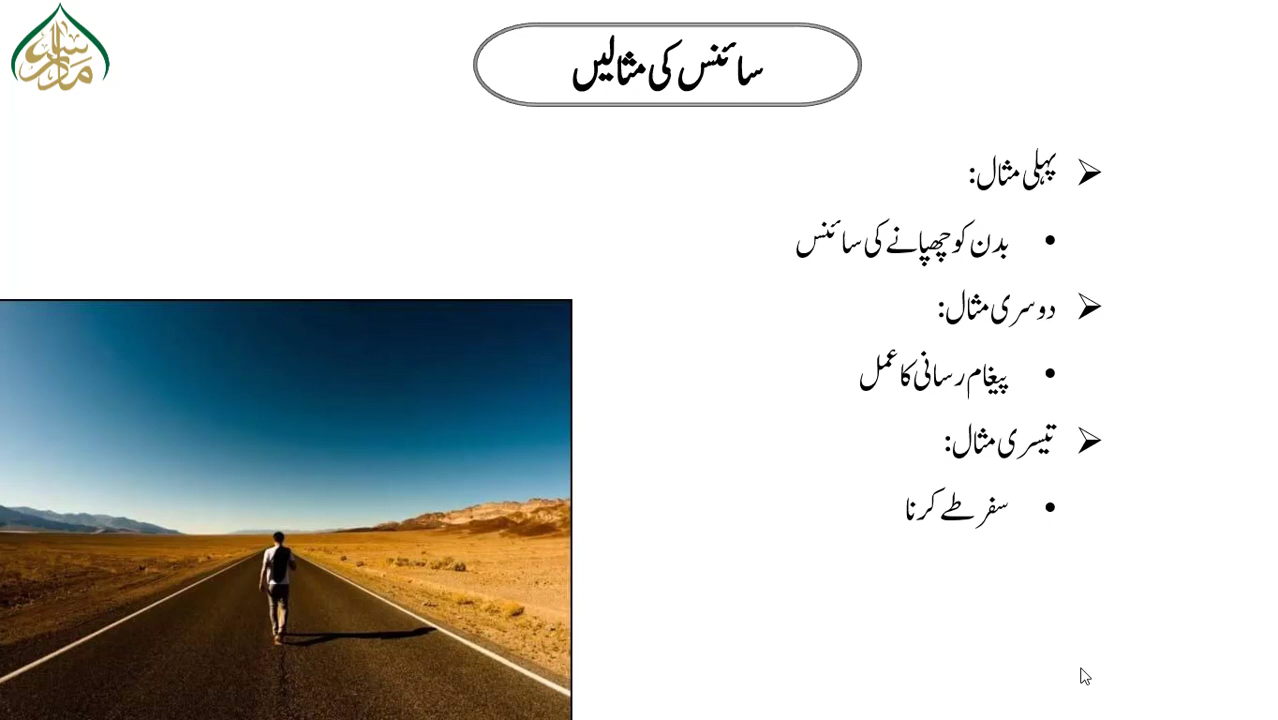 سائنس کی مثالیں
پہلی مثال:
بدن کو چھپانے کی سائنس
دوسری مثال:
پیغام رسانی کا عمل
تیسری مثال:
سفر طے کرنا